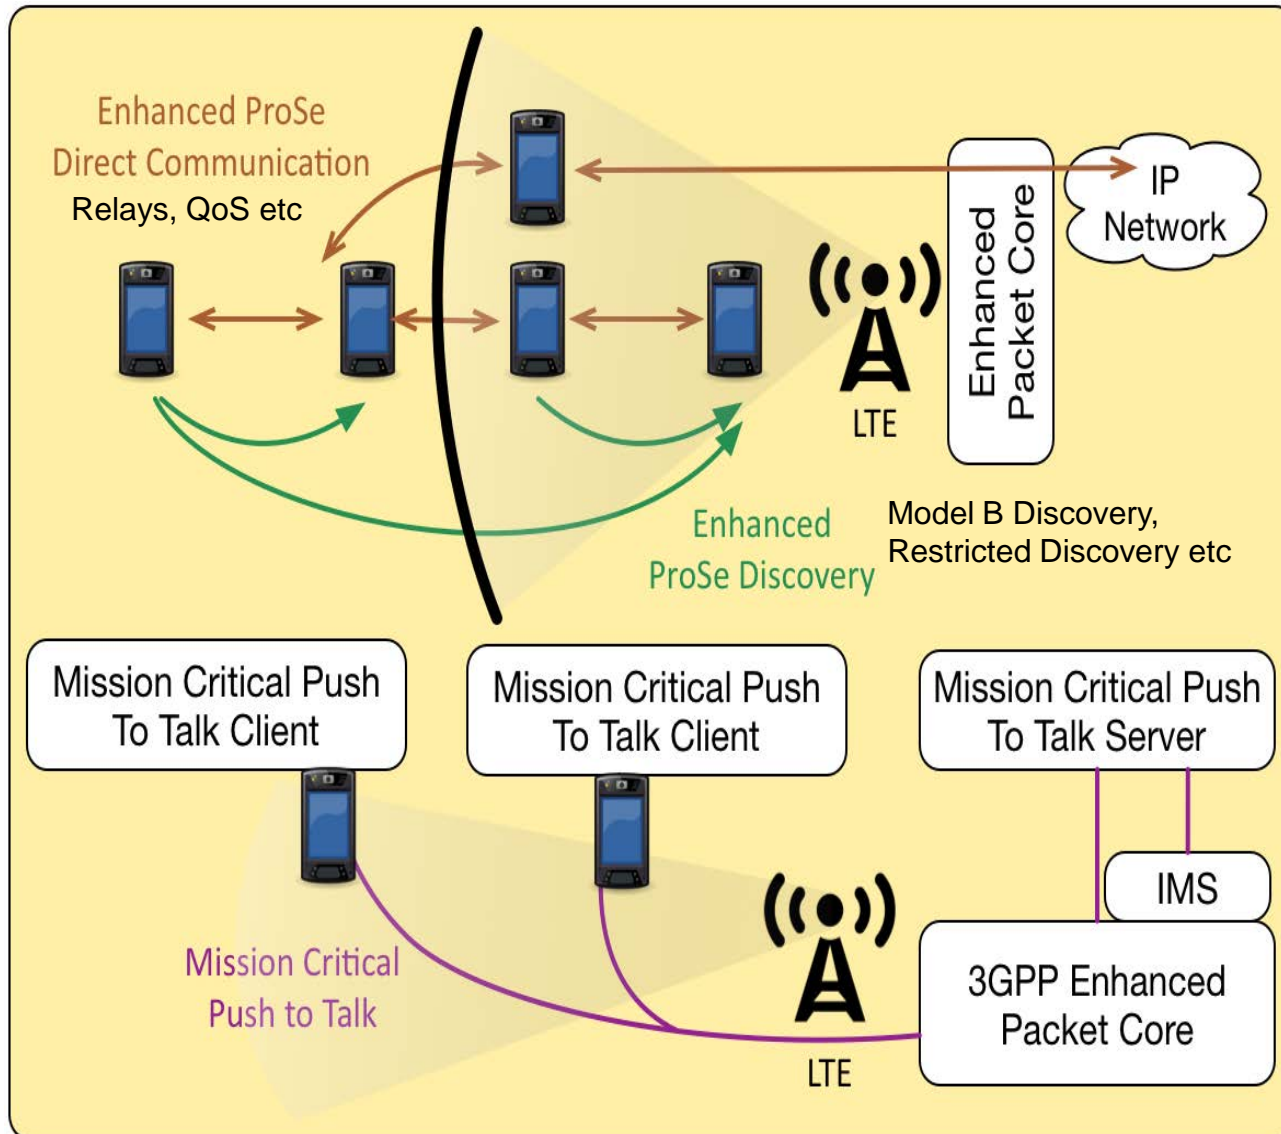 Enhanced ProSe
Direct Communication
Relays, QoS etc
IP
Network
Enhanced
Packet Core
LTE
Enhanced
ProSe Discovery
Model B Discovery,
Restricted Discovery etc
Mission Critical Push
To Talk Client
Mission Critical Push
To Talk Client
Mission Critical Push
To Talk Server
IMS
Mission Critical
Push to Talk
3GPP Enhanced
Packet Core
LTE